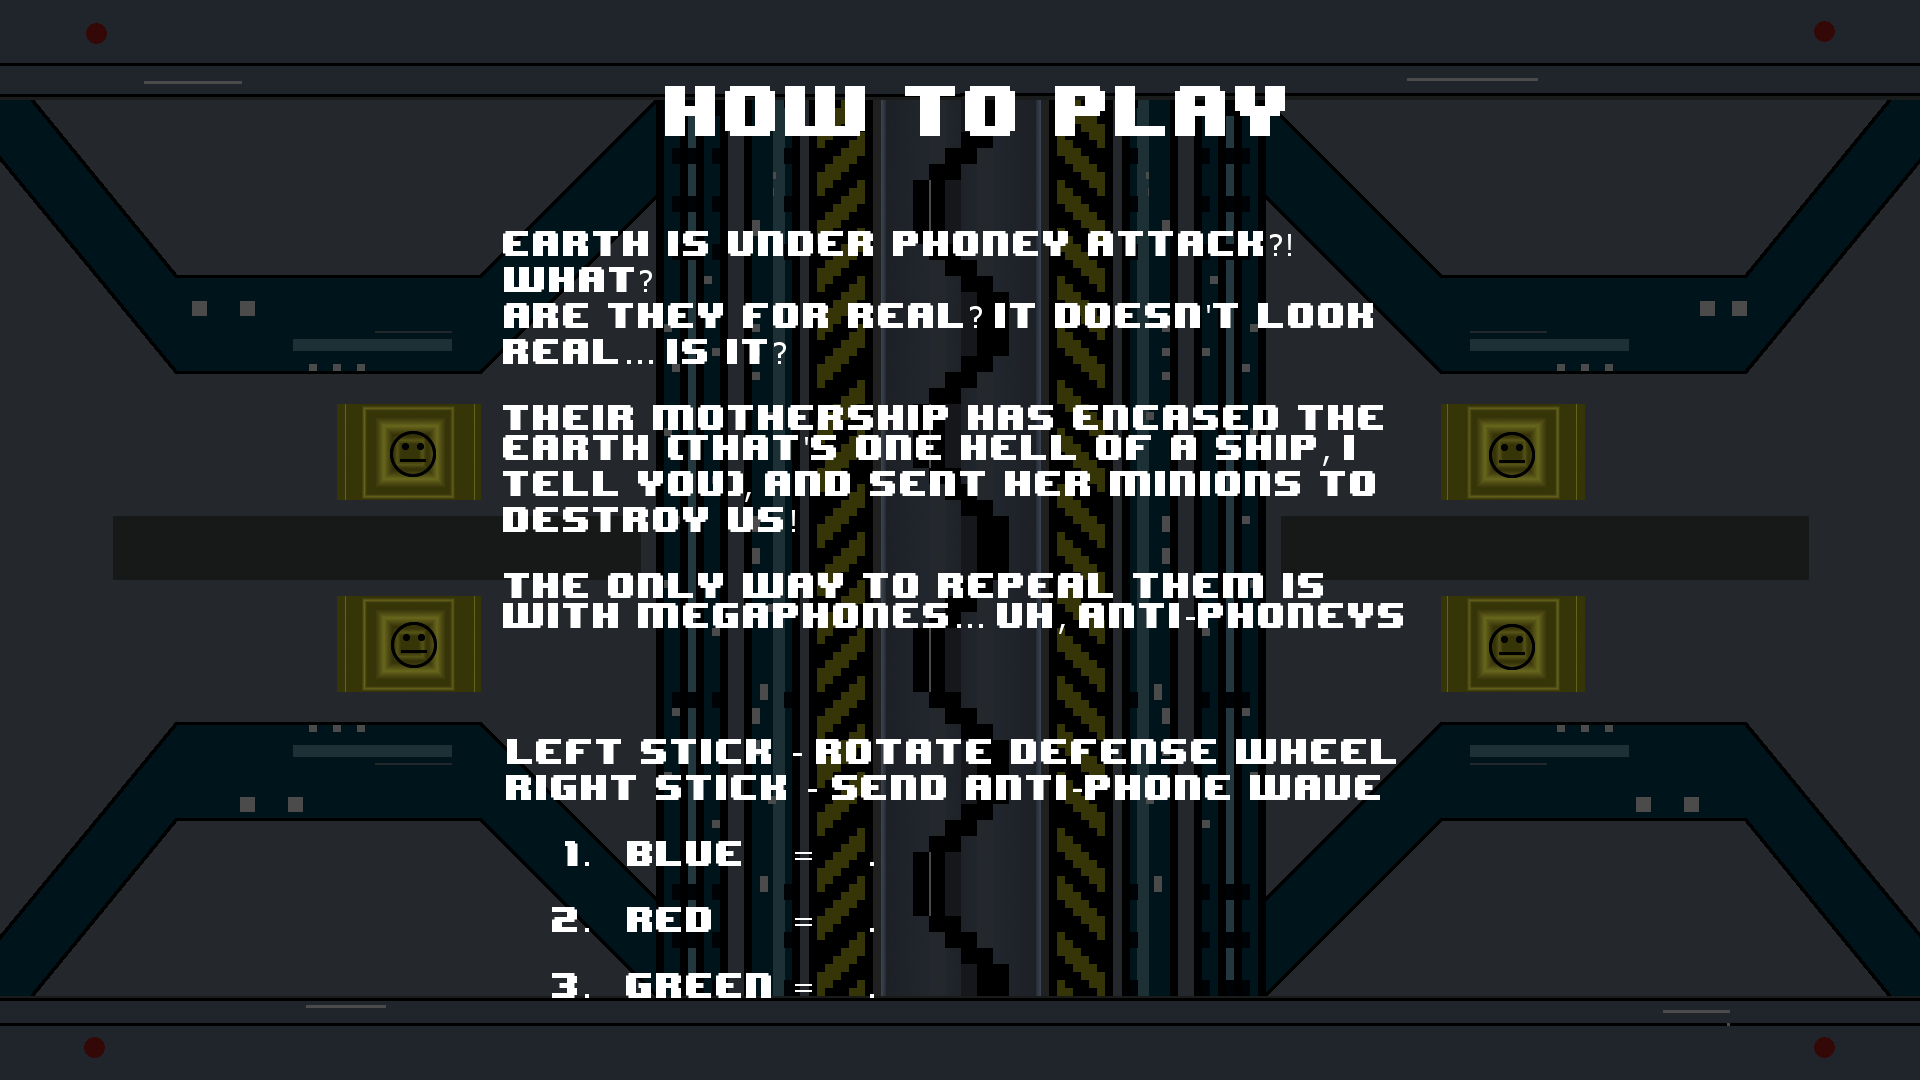 HOW TO PLAY
EARTH IS UNDER PHONEY ATTACK?!
WHAT?
ARE THEY FOR REAL? IT DOESN'T LOOK
REAL... IS IT?
THEIR MOTHERSHIP HAS ENCASED THE
EARTH (THAT'S ONE HELL OF A SHIP, I
TELL YOU), AND SENT HER MINIONS TO
DESTROY US!
THE ONLY WAY TO REPEAL THEM IS
WITH MEGAPHONES... UH, ANTI-PHONEYS
LEFT STICK - ROTATE DEFENSE WHEEL
RIGHT STICK - SEND ANTI-PHONE WAVE
1. BLUE = .
2. RED = .
3. GREEN = .